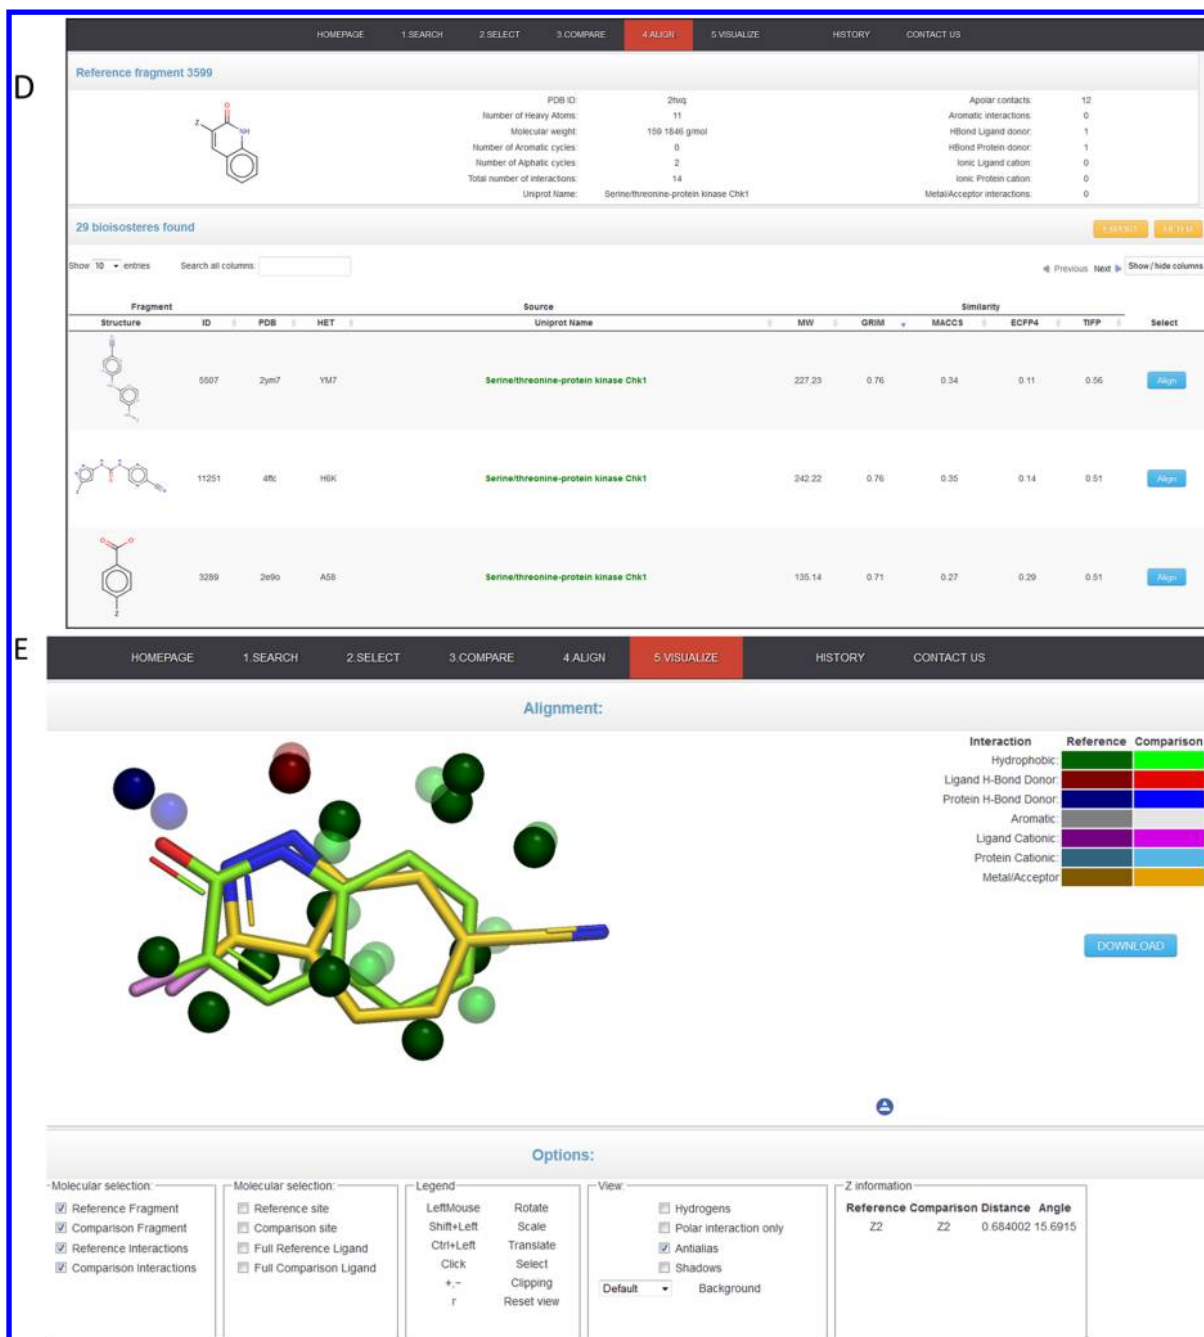 D
HOMEPAGE 1.SEARCH 2.SELECT 3.COMPARE 4.ALIGN 5.VISUALIZE HISTORY CONTACT US
Reference fragment 3599
PDB ID: 2hxq Apolar contacts: 12
Number of Heavy Atoms: 11 Aromatic interactions: 0
Molecular weight: 159.1846 g/mol HBond Ligand donor: 1
Number of Aromatic cycles: 0 HBond Protein donor: 1
Number of Alphatic cycles: 2 Ionic Ligand cation: 0
Total number of interactions: 14 Ionic Protein cation: 0
Uniprot Name: Serine/threonine-protein kinase Chk1 Metal/Acceptor interactions: 0
Z O NH
29 bioisosteres found
Show 10 entries Search all columns: Previous Next Show / hide columns
Fragment Source Similarity
Structure ID PDB HET Uniprot Name MW GRIM MACCS ECFP4 TIFP Select
5507 2ym7 YM7 Serine/threonine-protein kinase Chk1 227.23 0.76 0.34 0.11 0.56 Align
11251 4ftc H6K Serine/threonine-protein kinase Chk1 242.22 0.76 0.35 0.14 0.51 Align
3289 2e9o A58 Serine/threonine-protein kinase Chk1 135.14 0.71 0.27 0.29 0.51 Align
Z
E
HOMEPAGE 1.SEARCH 2.SELECT 3.COMPARE 4.ALIGN 5.VISUALIZE HISTORY CONTACT US
Alignment:
Interaction Reference Comparison
Hydrophobic:
Ligand H-Bond Donor:
Protein H-Bond Donor:
Aromatic:
Ligand Cationic:
Protein Cationic:
Metal/Acceptor
DOWNLOAD
Options:
Molecular selection: Molecular selection: Legend View: Z information
Reference Fragment Reference site LeftMouse Rotate Hydrogens Reference Comparison Distance Angle
Comparison Fragment Comparison site Shift+Left Scale Polar interaction only Z2 Z2 0.684002 15.6915
Reference Interactions Full Reference Ligand Ctrl+Left Translate Antialias
Comparison Interactions Full Comparison Ligand Click Select Shadows
+,- Clipping Default Background
r Reset view